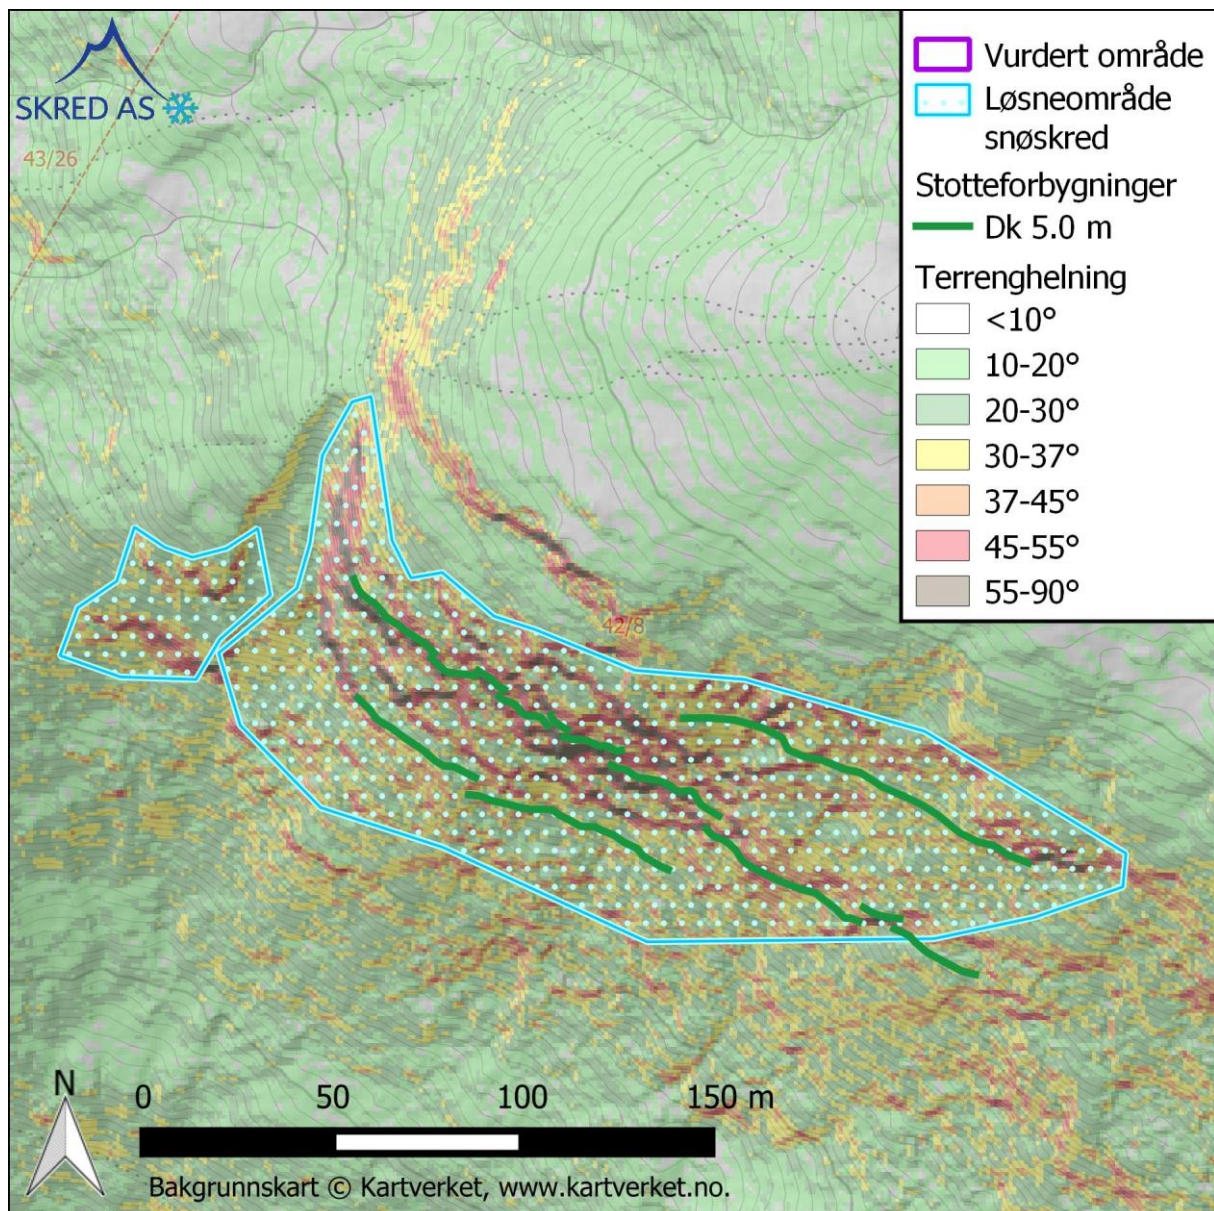 SKRED AS
43/26
Vurdert område
Løsneområde
snøskred
Stotteforbygninger
Dk 5.0 m
Terrenghelning
<10°
10-20°
20-30°
30-37°
37-45°
45-55°
55-90°
42/8
N
0 50 100 150 m
Bakgrunnskart © Kartverket, www.kartverket.no.